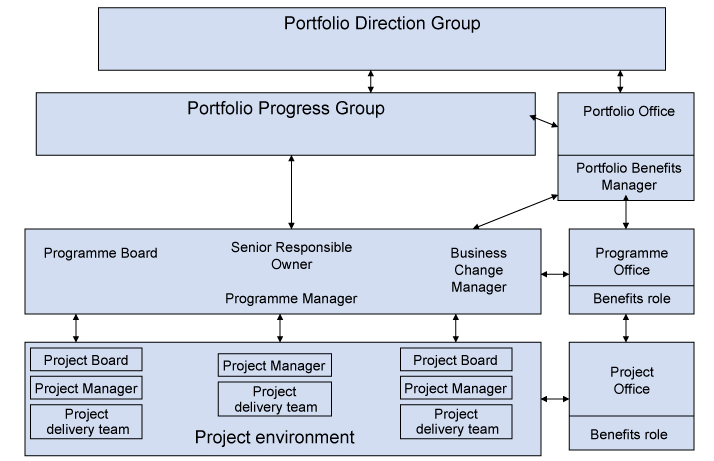 Portfolio Direction Group
Portfolio Progress Group
Portfolio Office
Portfolio Benefits
Manager
Programme Board
Senior Responsible
Owner
Programme Manager
Business
Change
Manager
Programme
Office
Benefits role
Project Board
Project Manager
Project
delivery team
Project Manager
Project
delivery team
Project Board
Project Manager
Project
delivery team
Project environment
Project
Office
Benefits role